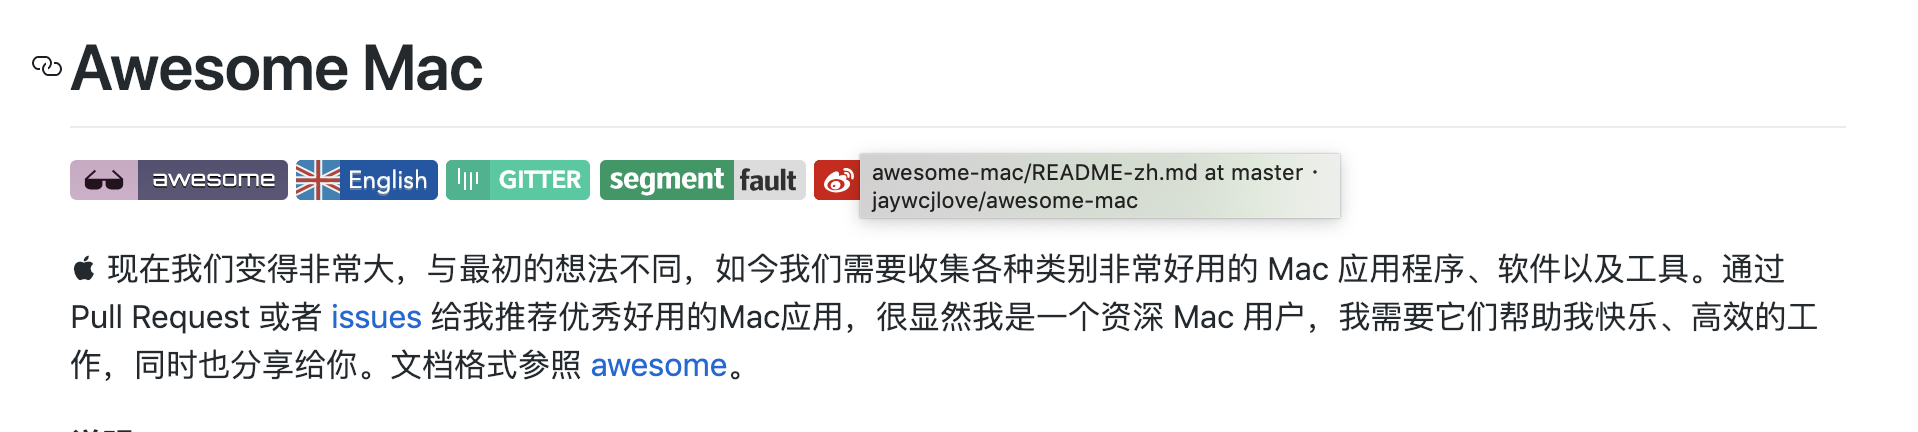 Awesome Mac
awesome English GITTER segment fault
awesome-mac/README-zh.md at master ·
jaywcjlove/awesome-mac
现在我们变得非常大，与最初的想法不同，如今我们需要收集各种类别非常好用的 Mac 应用程序、软件以及工具。通过
Pull Request 或者 issues 给我推荐优秀好用的Mac应用，很显然我是一个资深 Mac 用户，我需要它们帮助我快乐、高效的工
作，同时也分享给你。文档格式参照 awesome。